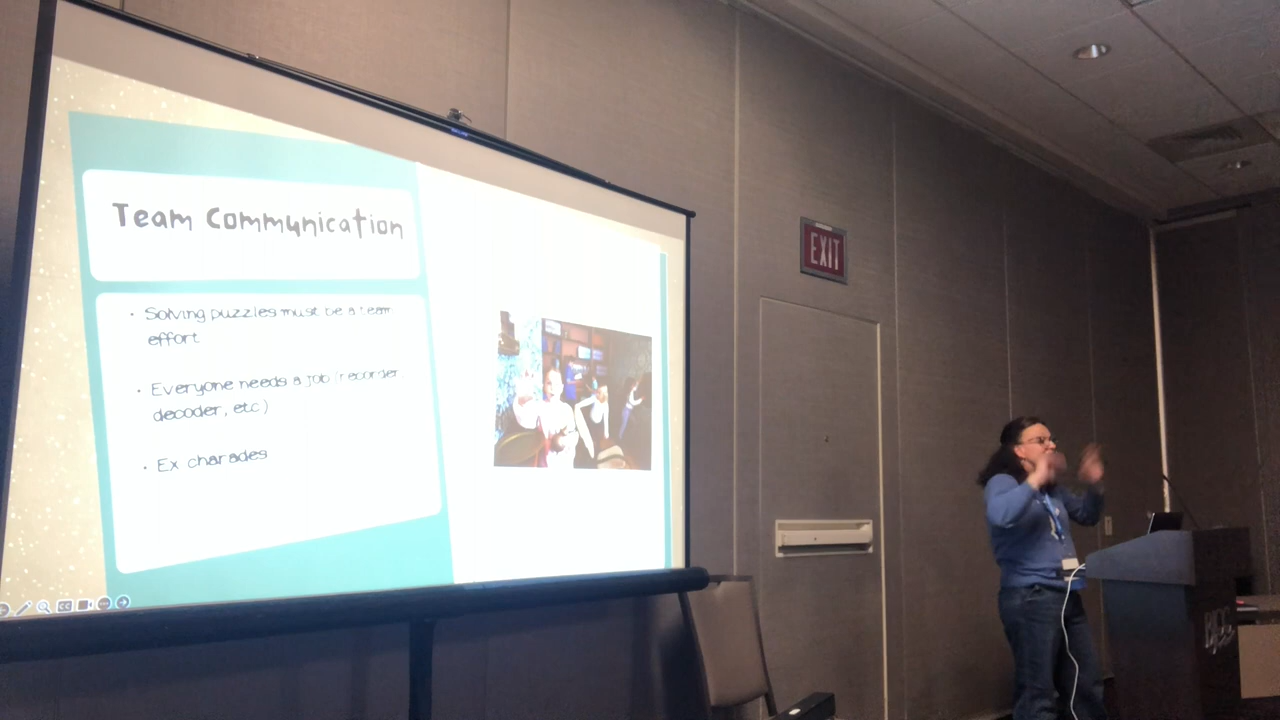 Team Communication
• Solving puzzles must be a team
effort
• Everyone needs a job (recorder,
decoder, etc)
• Ex charades
EXIT